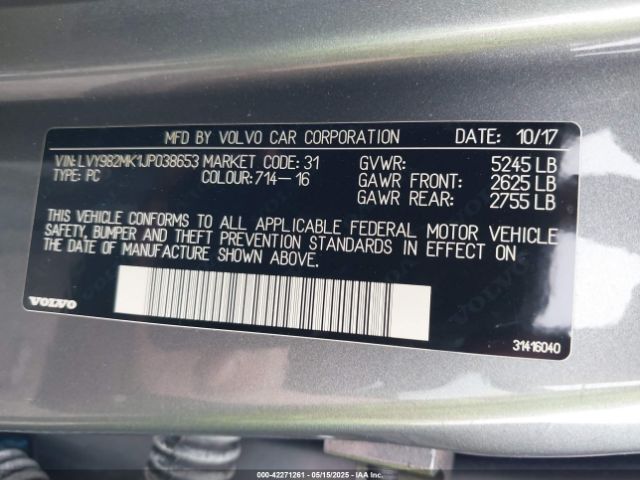 MFD BY VOLVO CAR CORPORATION DATE: 10/17
VIN: LVY982MK1JP038653 MARKET CODE: 31 GVWR: 5245 LB
TYPE: PC COLOUR: 714-16 GAWR FRONT: 2625 LB
GAWR REAR: 2755 LB
THIS VEHICLE CONFORMS TO ALL APPLICABLE FEDERAL MOTOR VEHICLE
SAFETY, BUMPER AND THEFT PREVENTION STANDARDS IN EFFECT ON
THE DATE OF MANUFACTURE SHOWN ABOVE.
VOLVO
31416040
000-42271261 - 05/15/2025 - IAAI.com